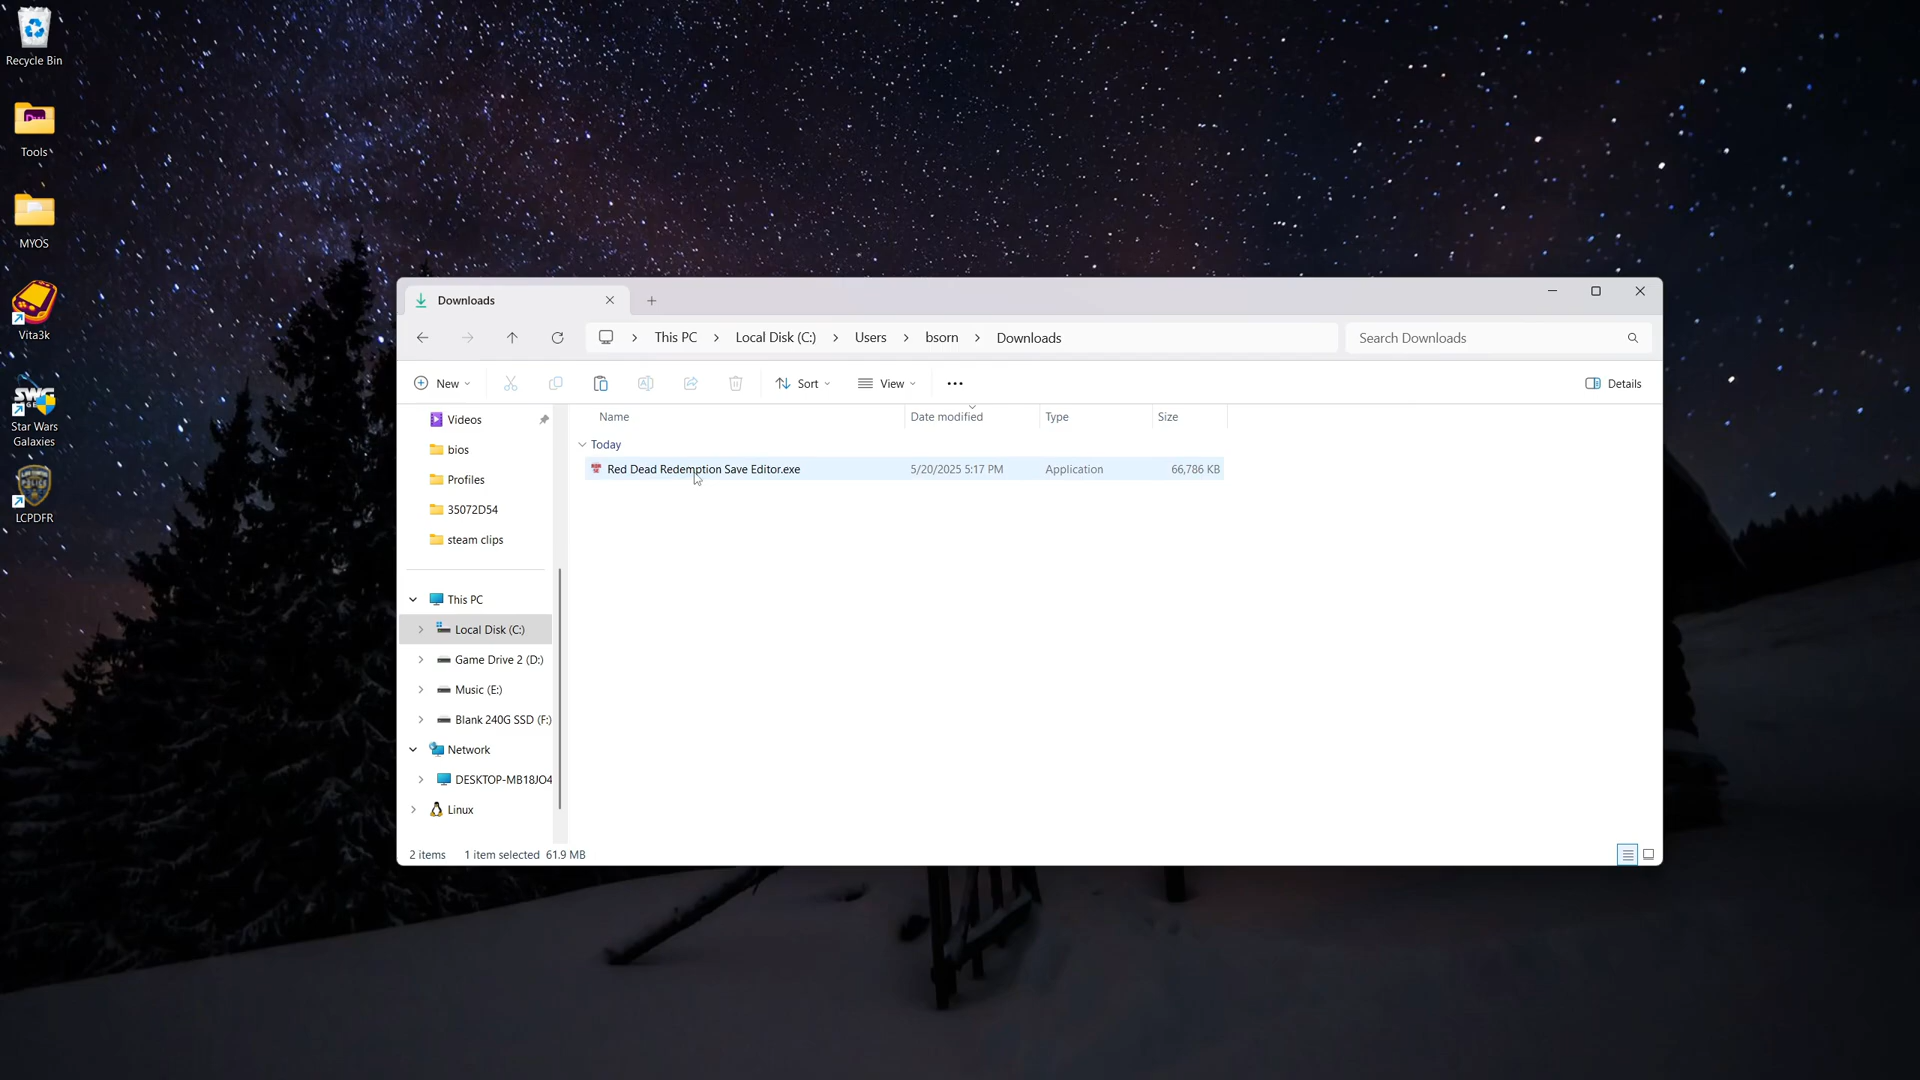 Recycle Bin
Tools
MYOS
Vita3k
SWG
Star Wars
Galaxies
POLICE
LCPDFR
Downloads
This PC
Local Disk (C:)
Users
bsorn
Downloads
Search Downloads
New
Sort
View
Details
Videos
bios
Profiles
35072D54
steam clips
This PC
Local Disk (C:)
Game Drive 2 (D:)
Music (E:)
Blank 240G SSD (F:)
Network
DESKTOP-MB18JO4
Linux
Name Date modified Type Size
Today
Red Dead Redemption Save Editor.exe 5/20/2025 5:17 PM Application 66,786 KB
2 items 1 item selected 61.9 MB